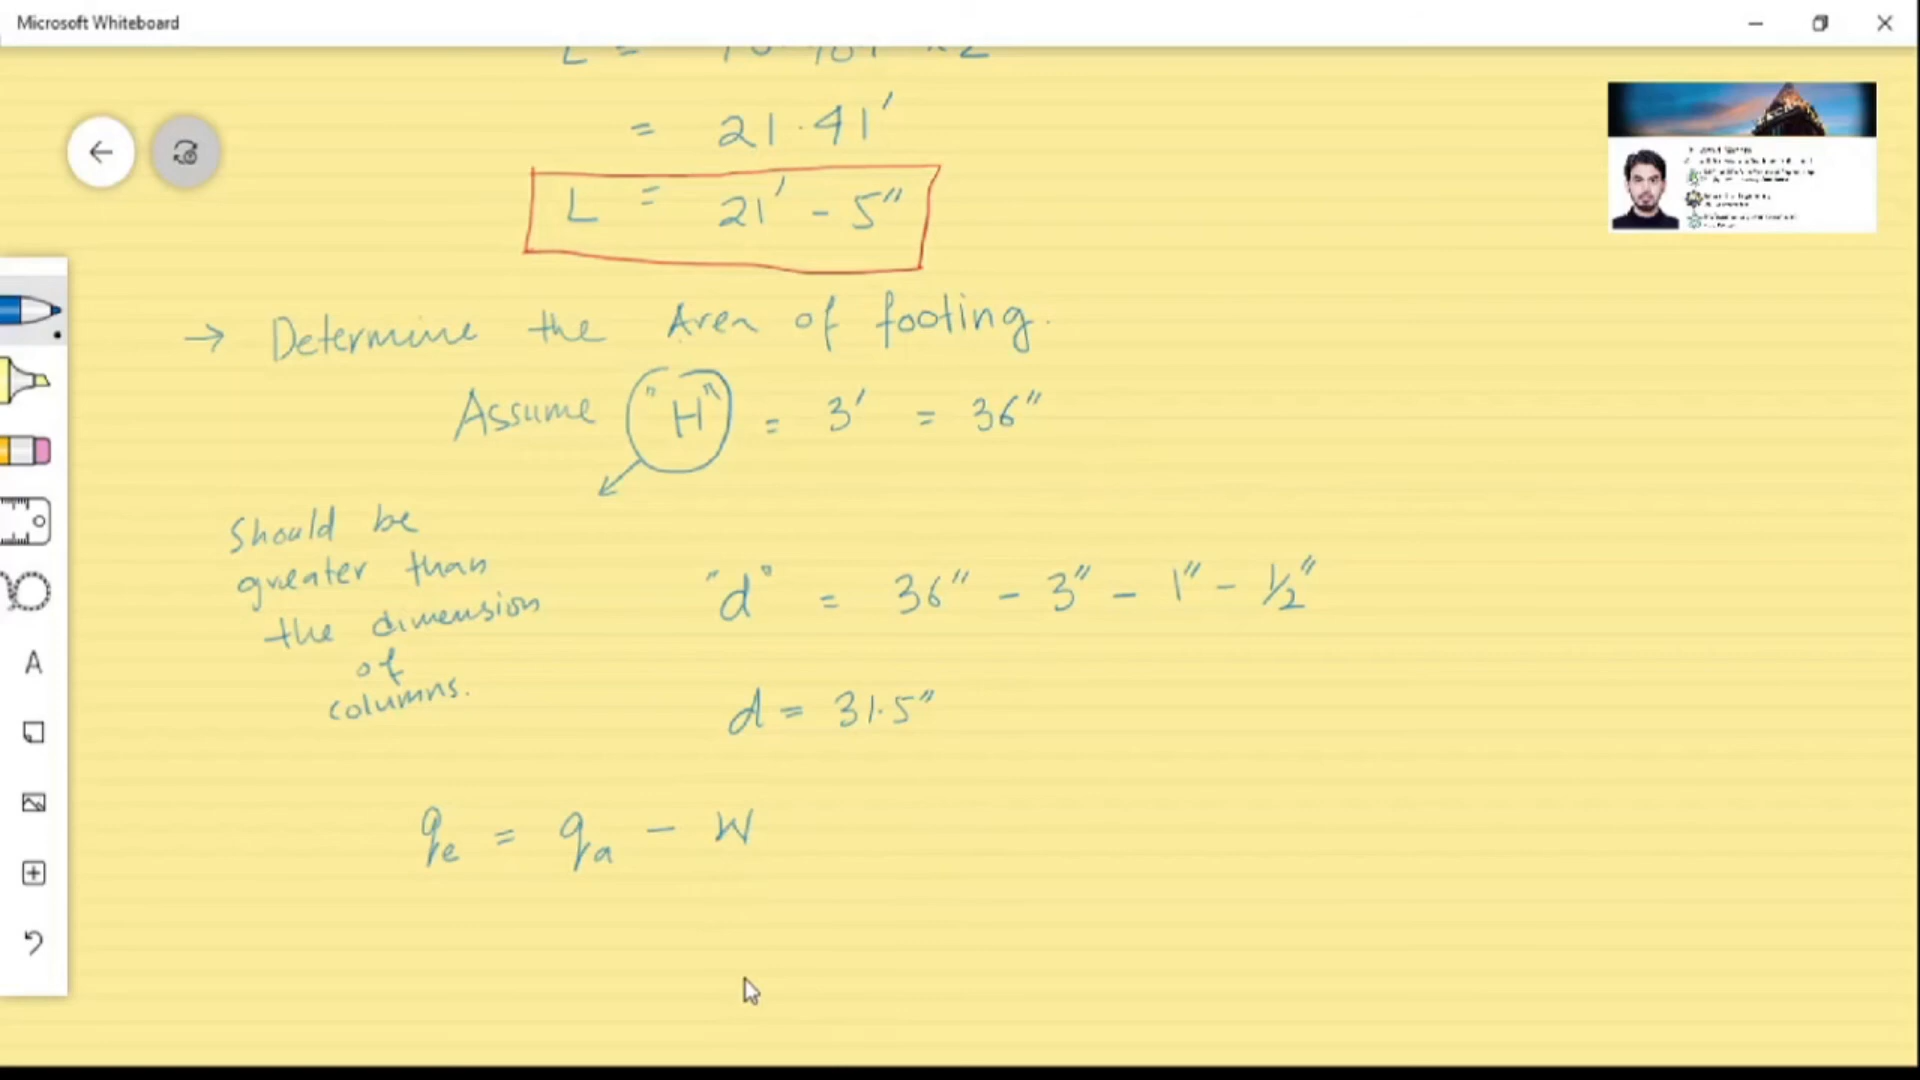 Microsoft Whiteboard
= 21.41'
L = 21' - 5"
→ Determine the Area of footing.
Assume "H" = 3' = 36"
Should be
greater than
the dimension
of
columns.
"d" = 36" - 3" - 1" - 1/2"
d = 31.5"
qe = qa - W
A